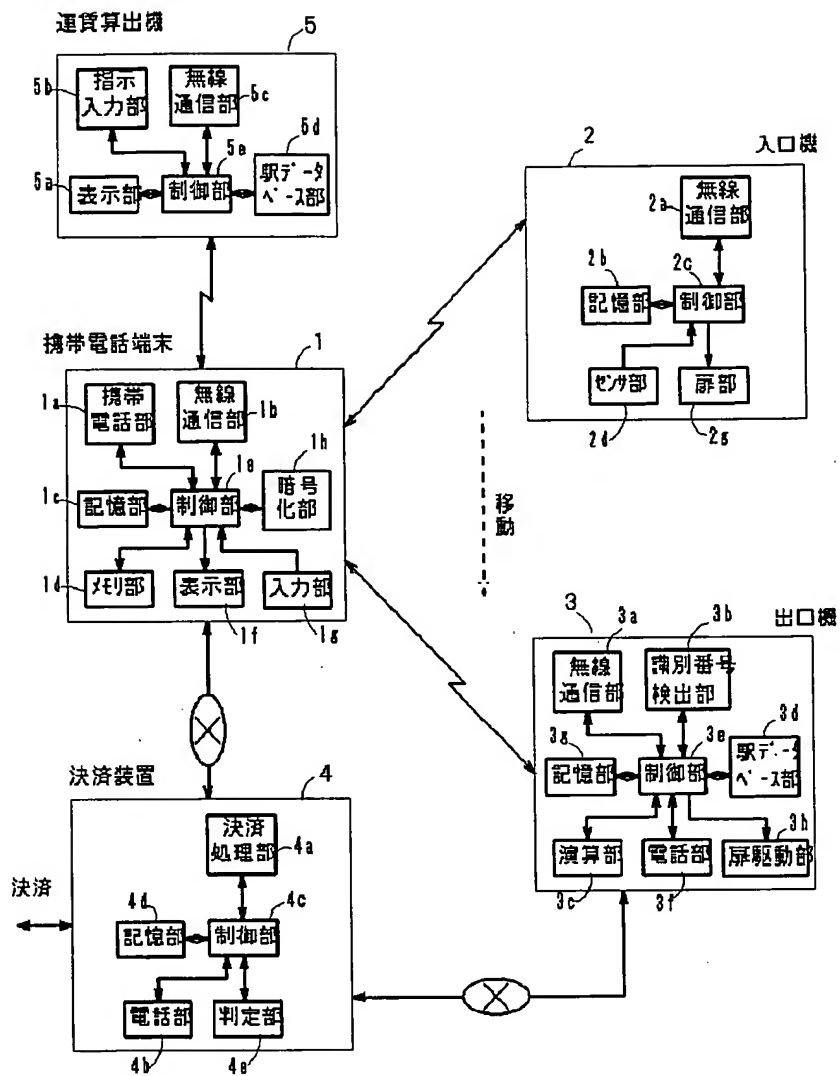 運賃算出機
5
5b
指示
入力部
無線
通信部
5c
5a
表示部
5e
制御部
5d
駅データ
ベース部
携帯電話端末
1
1a
携帯
電話部
無線
通信部
1b
1c
記憶部
1e
制御部
1h
暗号
化部
1d
メモリ部
表示部
1f
入力部
1g
入口機
2
2a
無線
通信部
2b
記憶部
2c
制御部
センサ部
2d
扉部
2g
移動
出口機
3
3a
無線
通信部
3b
識別番号
検出部
3g
記憶部
3e
制御部
3d
駅データ
ベース部
演算部
3c
電話部
3f
扉駆動部
3h
決済装置
4
決済
決済
処理部
4a
4d
記憶部
4c
制御部
電話部
4b
判定部
4e